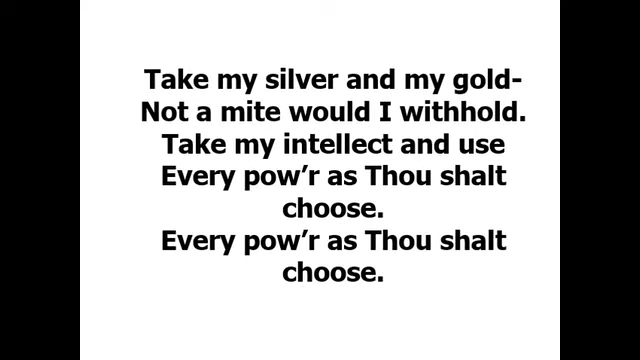 Take my silver and my gold-
Not a mite would I withhold.
Take my intellect and use
Every pow’r as Thou shalt
choose.
Every pow’r as Thou shalt
choose.